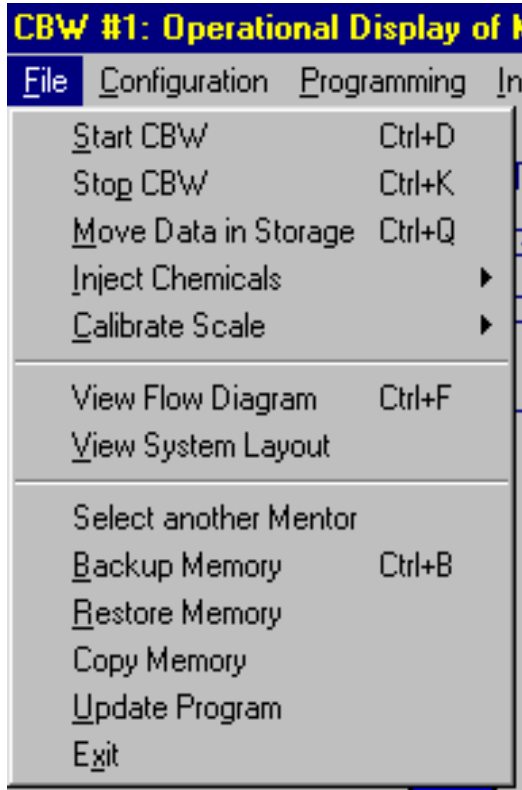 CBW #1: Operational Display of
File Configuration Programming In
Start CBW Ctrl+D
Stop CBW Ctrl+K
Move Data in Storage Ctrl+Q
Inject Chemicals
Calibrate Scale
View Flow Diagram Ctrl+F
View System Layout
Select another Mentor
Backup Memory Ctrl+B
Restore Memory
Copy Memory
Update Program
Exit